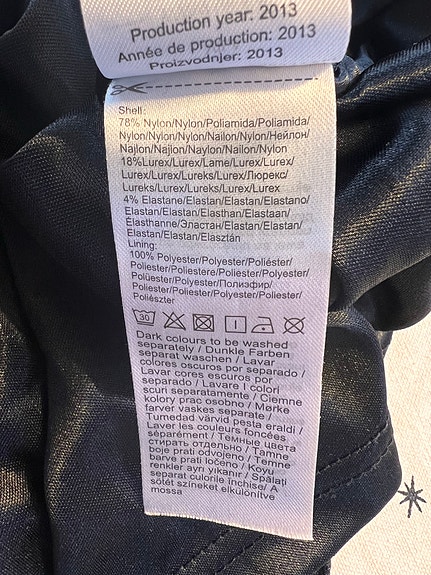 Production year: 2013
Année de production: 2013
Proizvodnjer: 2013
Shell:
78% Nylon/Nylon/Poliamida/Poliamida/
Nylon/Nylon/Nylon/Nailon/Nylon/Нейлон/
Najlon/Najlon/Naylon/Nailon/Nylon
18%Lurex/Lurex/Lame/Lurex/Lurex/
Lurex/Lurex/Lurex/Lureks/Люрекс/
Lureks/Lurex/Lureks/Lurex/Lurex
4% Elastane/Elastan/Elastan/Elastano/
Elastan/Elastan/Elasthan/Elastaan/
Élasthanne/Эластан/Elastan/Elastan/
Elastan/Elastan/Elasztán
Lining:
100% Polyester/Polyester/Poliéster/
Poliester/Poliestere/Poliester/Polyester/
Polüester/Polyester/Polyester/Полиэфир/
Poliester/Poliester/Polyester/Poliester/
Poliészter
30
Dark colours to be washed
separately / Dunkle Farben
separat waschen / Lavar
colores oscuros por separado /
Lavar cores escuras por
separado / Lavare I colori
scuri separatamente / Ciemne
kolory prac osobno / Mørke
farver vaskes separate /
Tumedad värvid pesta eraldi /
Laver les couleurs foncées
séparément / Темные цвета
стирать отдельно / Tamne
boje prati odvojeno / Temne
barve prati ločeno / Koyu
renkler ayrı yıkanır / Spălați
separat culorile închise/ A
sötét színeket elkülönítve
mossa